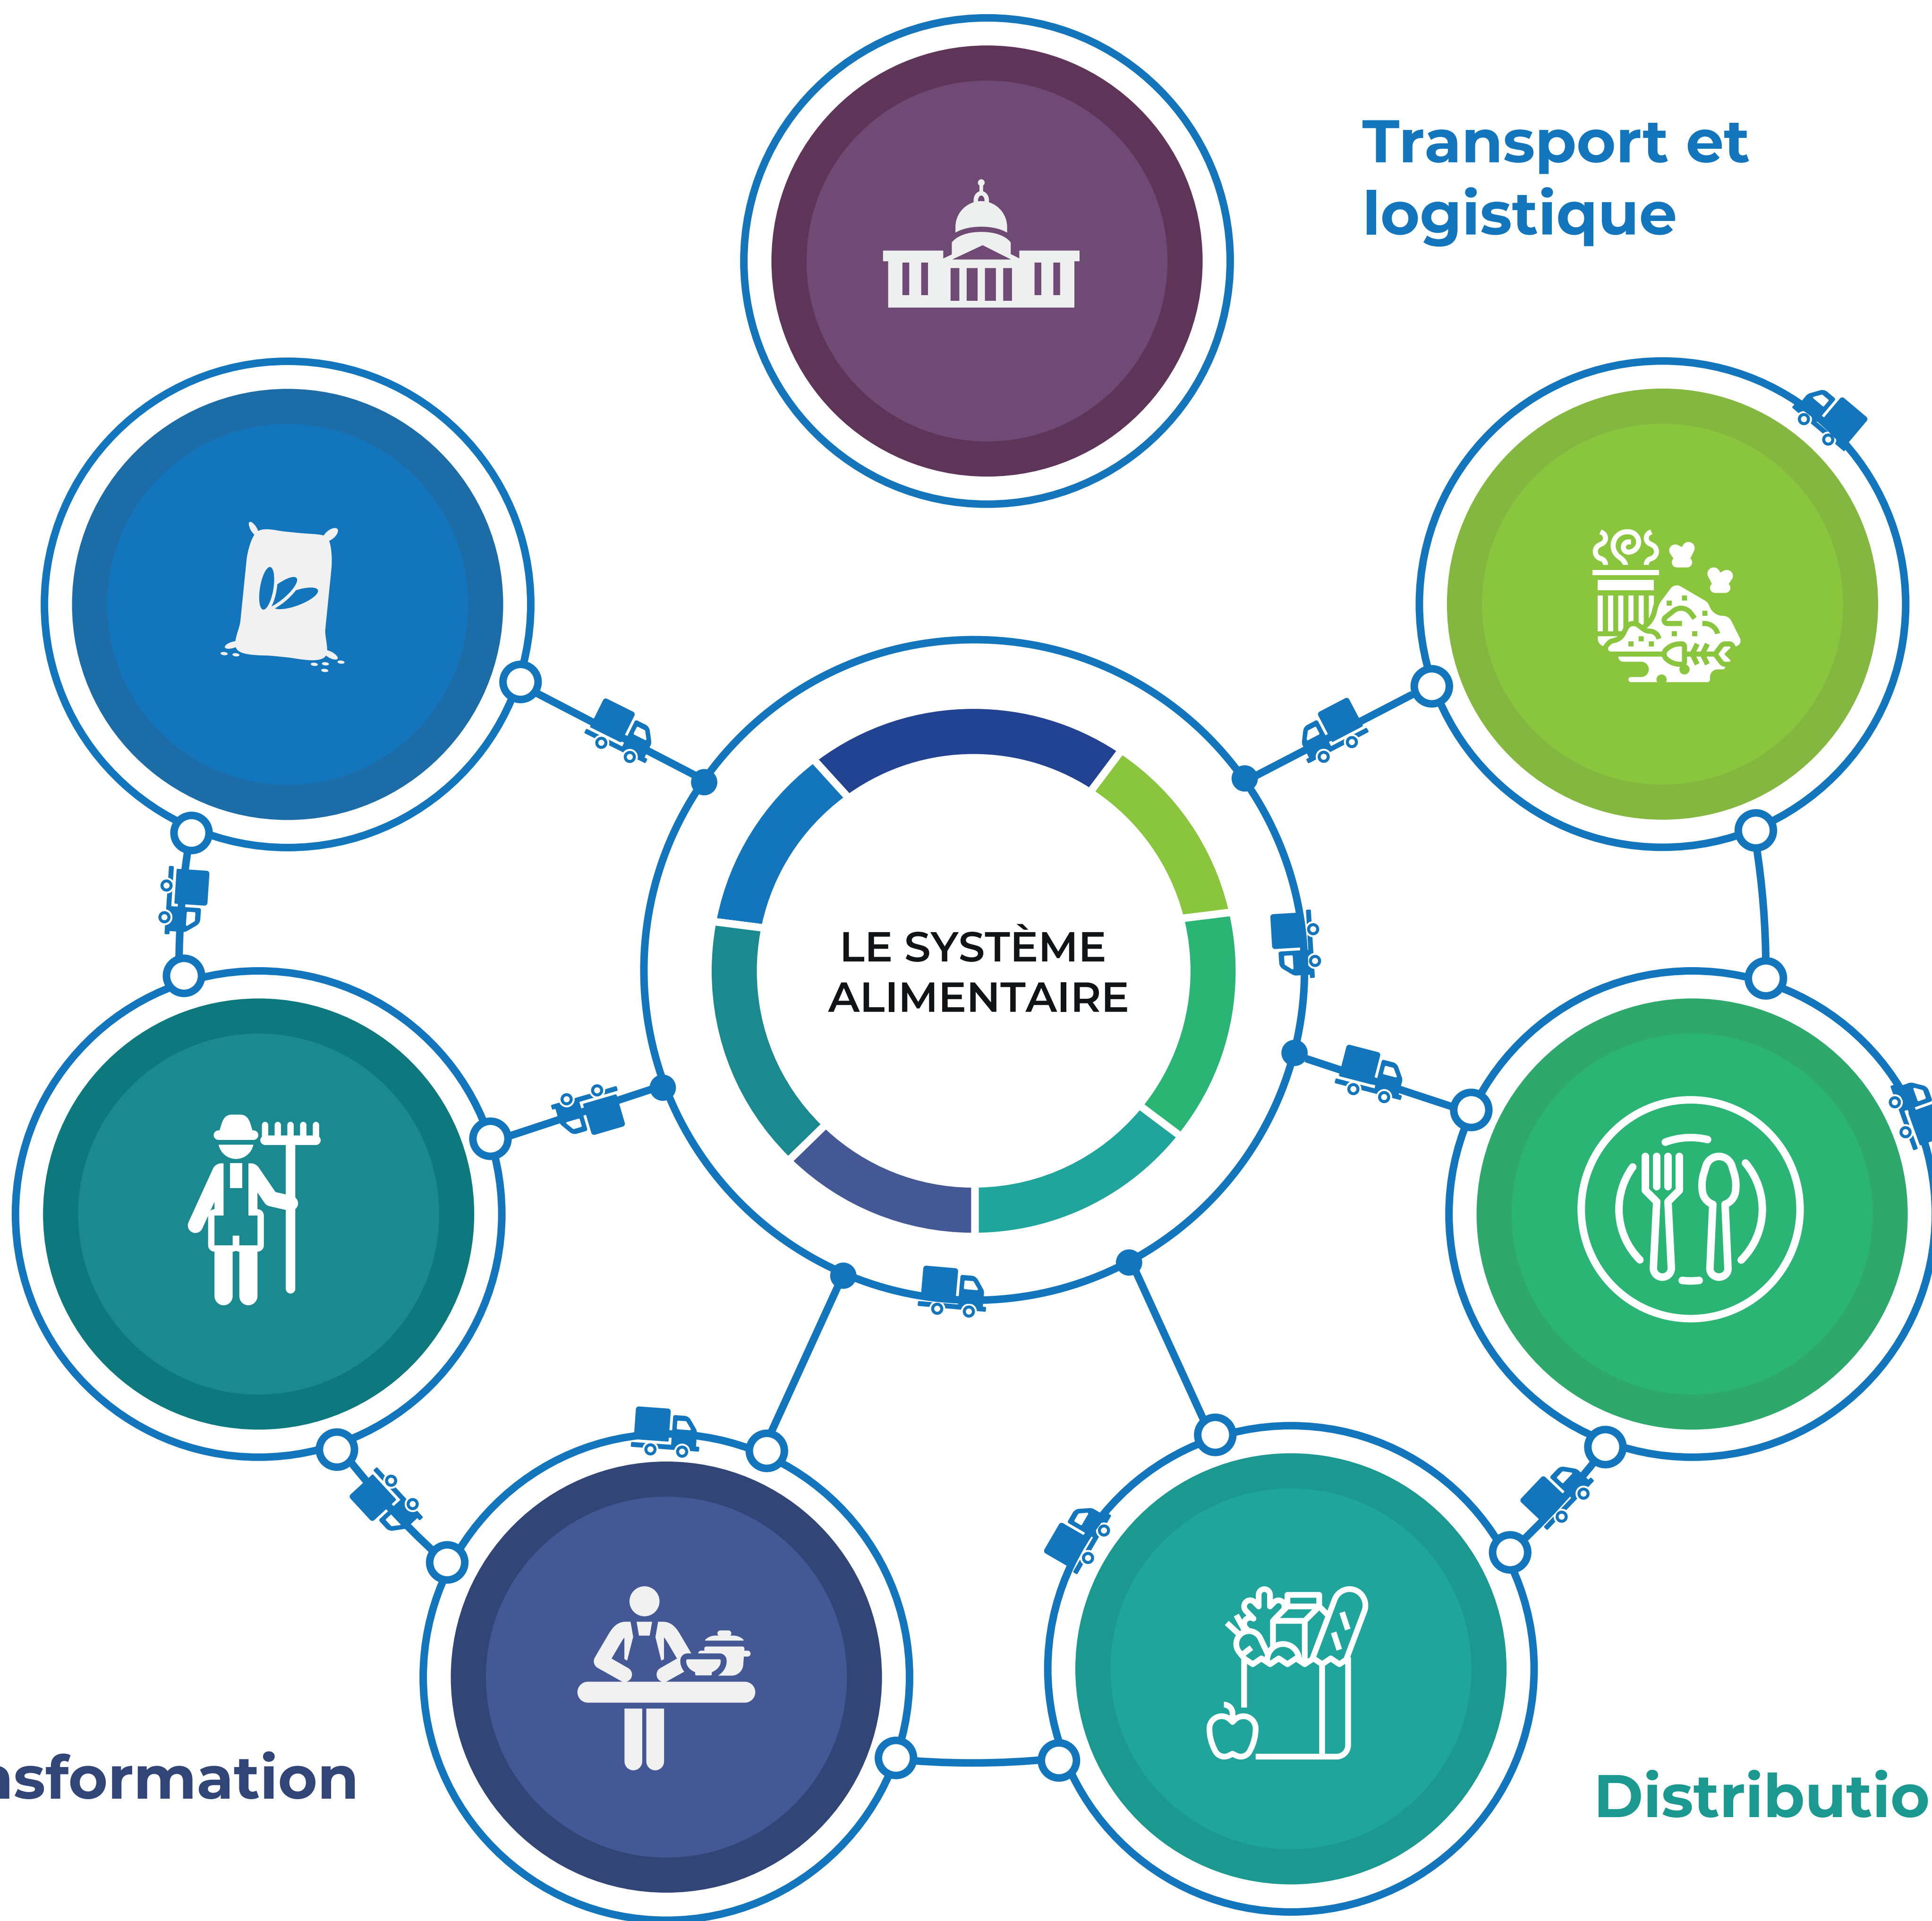 Transport et
logistique
LE SYSTÈME
ALIMENTAIRE
nsformation
Distributio